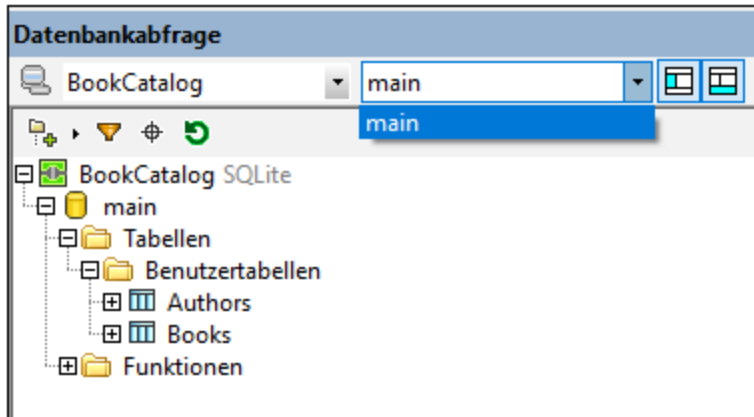 Datenbankabfrage
BookCatalog main
main
BookCatalog SQLite
main
Tabellen
Benutzertabellen
Authors
Books
Funktionen